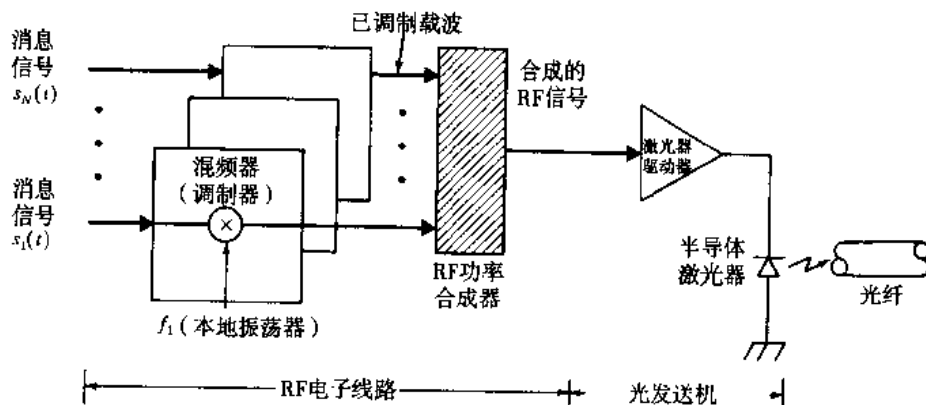 消息
信号
s_N(t)
已调制载波
合成的
RF信号
激光器
驱动器
混频器
（调制器）
消息
信号
s_1(t)
RF功率
合成器
半导体
激光器
光纤
f_1（本地振荡器）
RF电子线路
光发送机